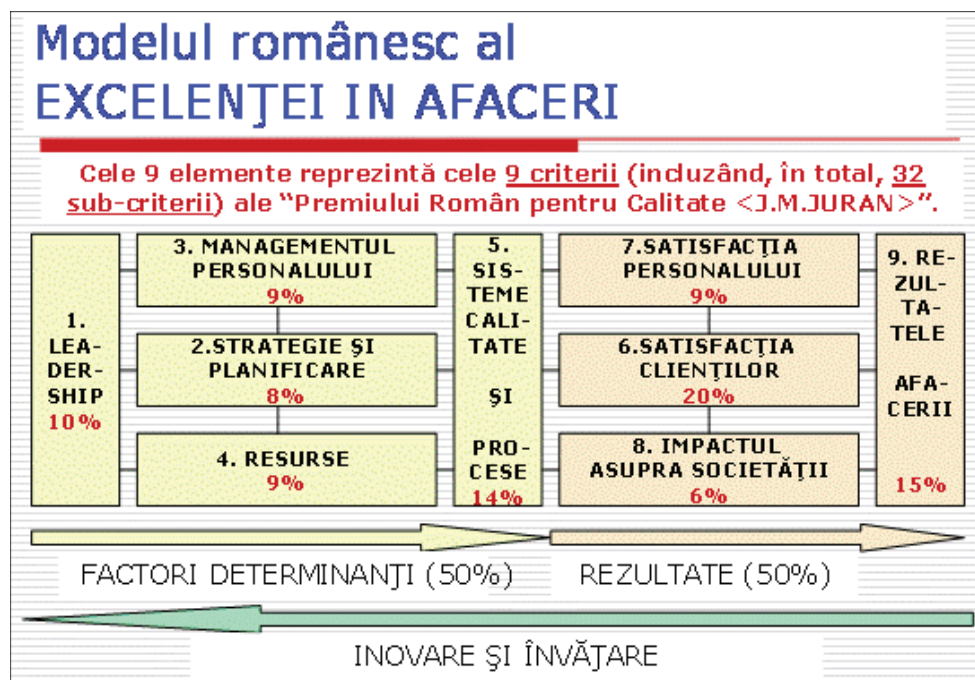 Modelul românesc al
EXCELENŢEI IN AFACERI
Cele 9 elemente reprezintă cele 9 criterii (incluzând, în total, 32
sub-criterii) ale “Premiului Român pentru Calitate <J.M.JURAN>”.
1.
LEA-
DER-
SHIP
10%
3. MANAGEMENTUL
PERSONALULUI
9%
2.STRATEGIE ŞI
PLANIFICARE
8%
4. RESURSE
9%
5.
SIS-
TEME
CALI-
TATE
ŞI
PRO-
CESE
14%
7.SATISFACŢIA
PERSONALULUI
9%
6.SATISFACŢIA
CLIENŢILOR
20%
8. IMPACTUL
ASUPRA SOCIETĂŢII
6%
9. RE-
ZUL-
TA-
TELE
AFA-
CERII
15%
FACTORI DETERMINANŢI (50%)
REZULTATE (50%)
INOVARE ŞI ÎNVĂŢARE